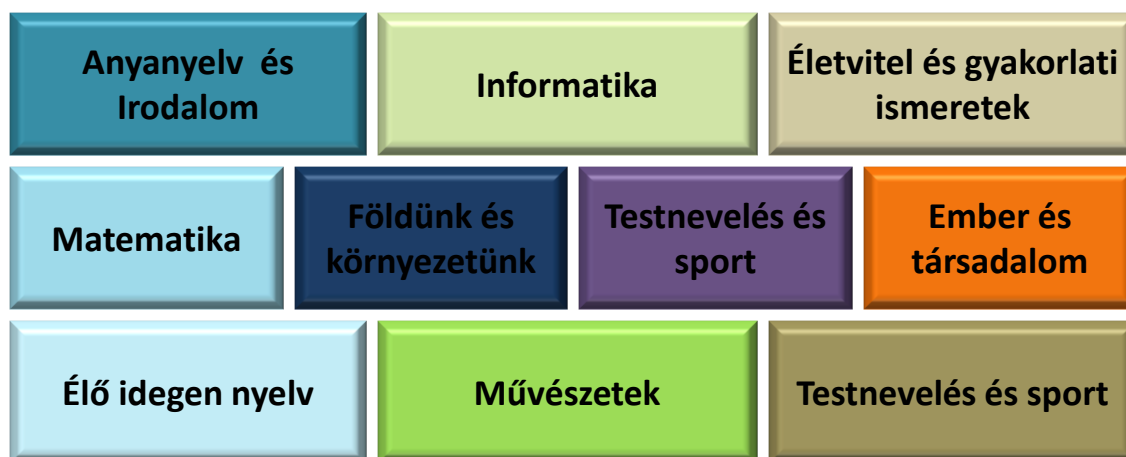 Anyanyelv és
Irodalom
Informatika
Életvitel és gyakorlati
ismeretek
Matematika
Földünk és
környezetünk
Testnevelés és
sport
Ember és
társadalom
Élő idegen nyelv
Művészetek
Testnevelés és sport